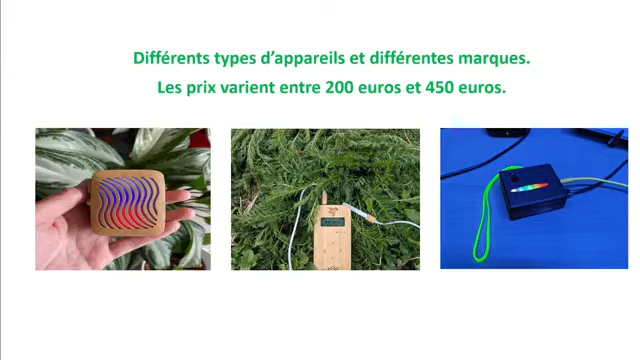 Différents types d’appareils et différentes marques.
Les prix varient entre 200 euros et 450 euros.